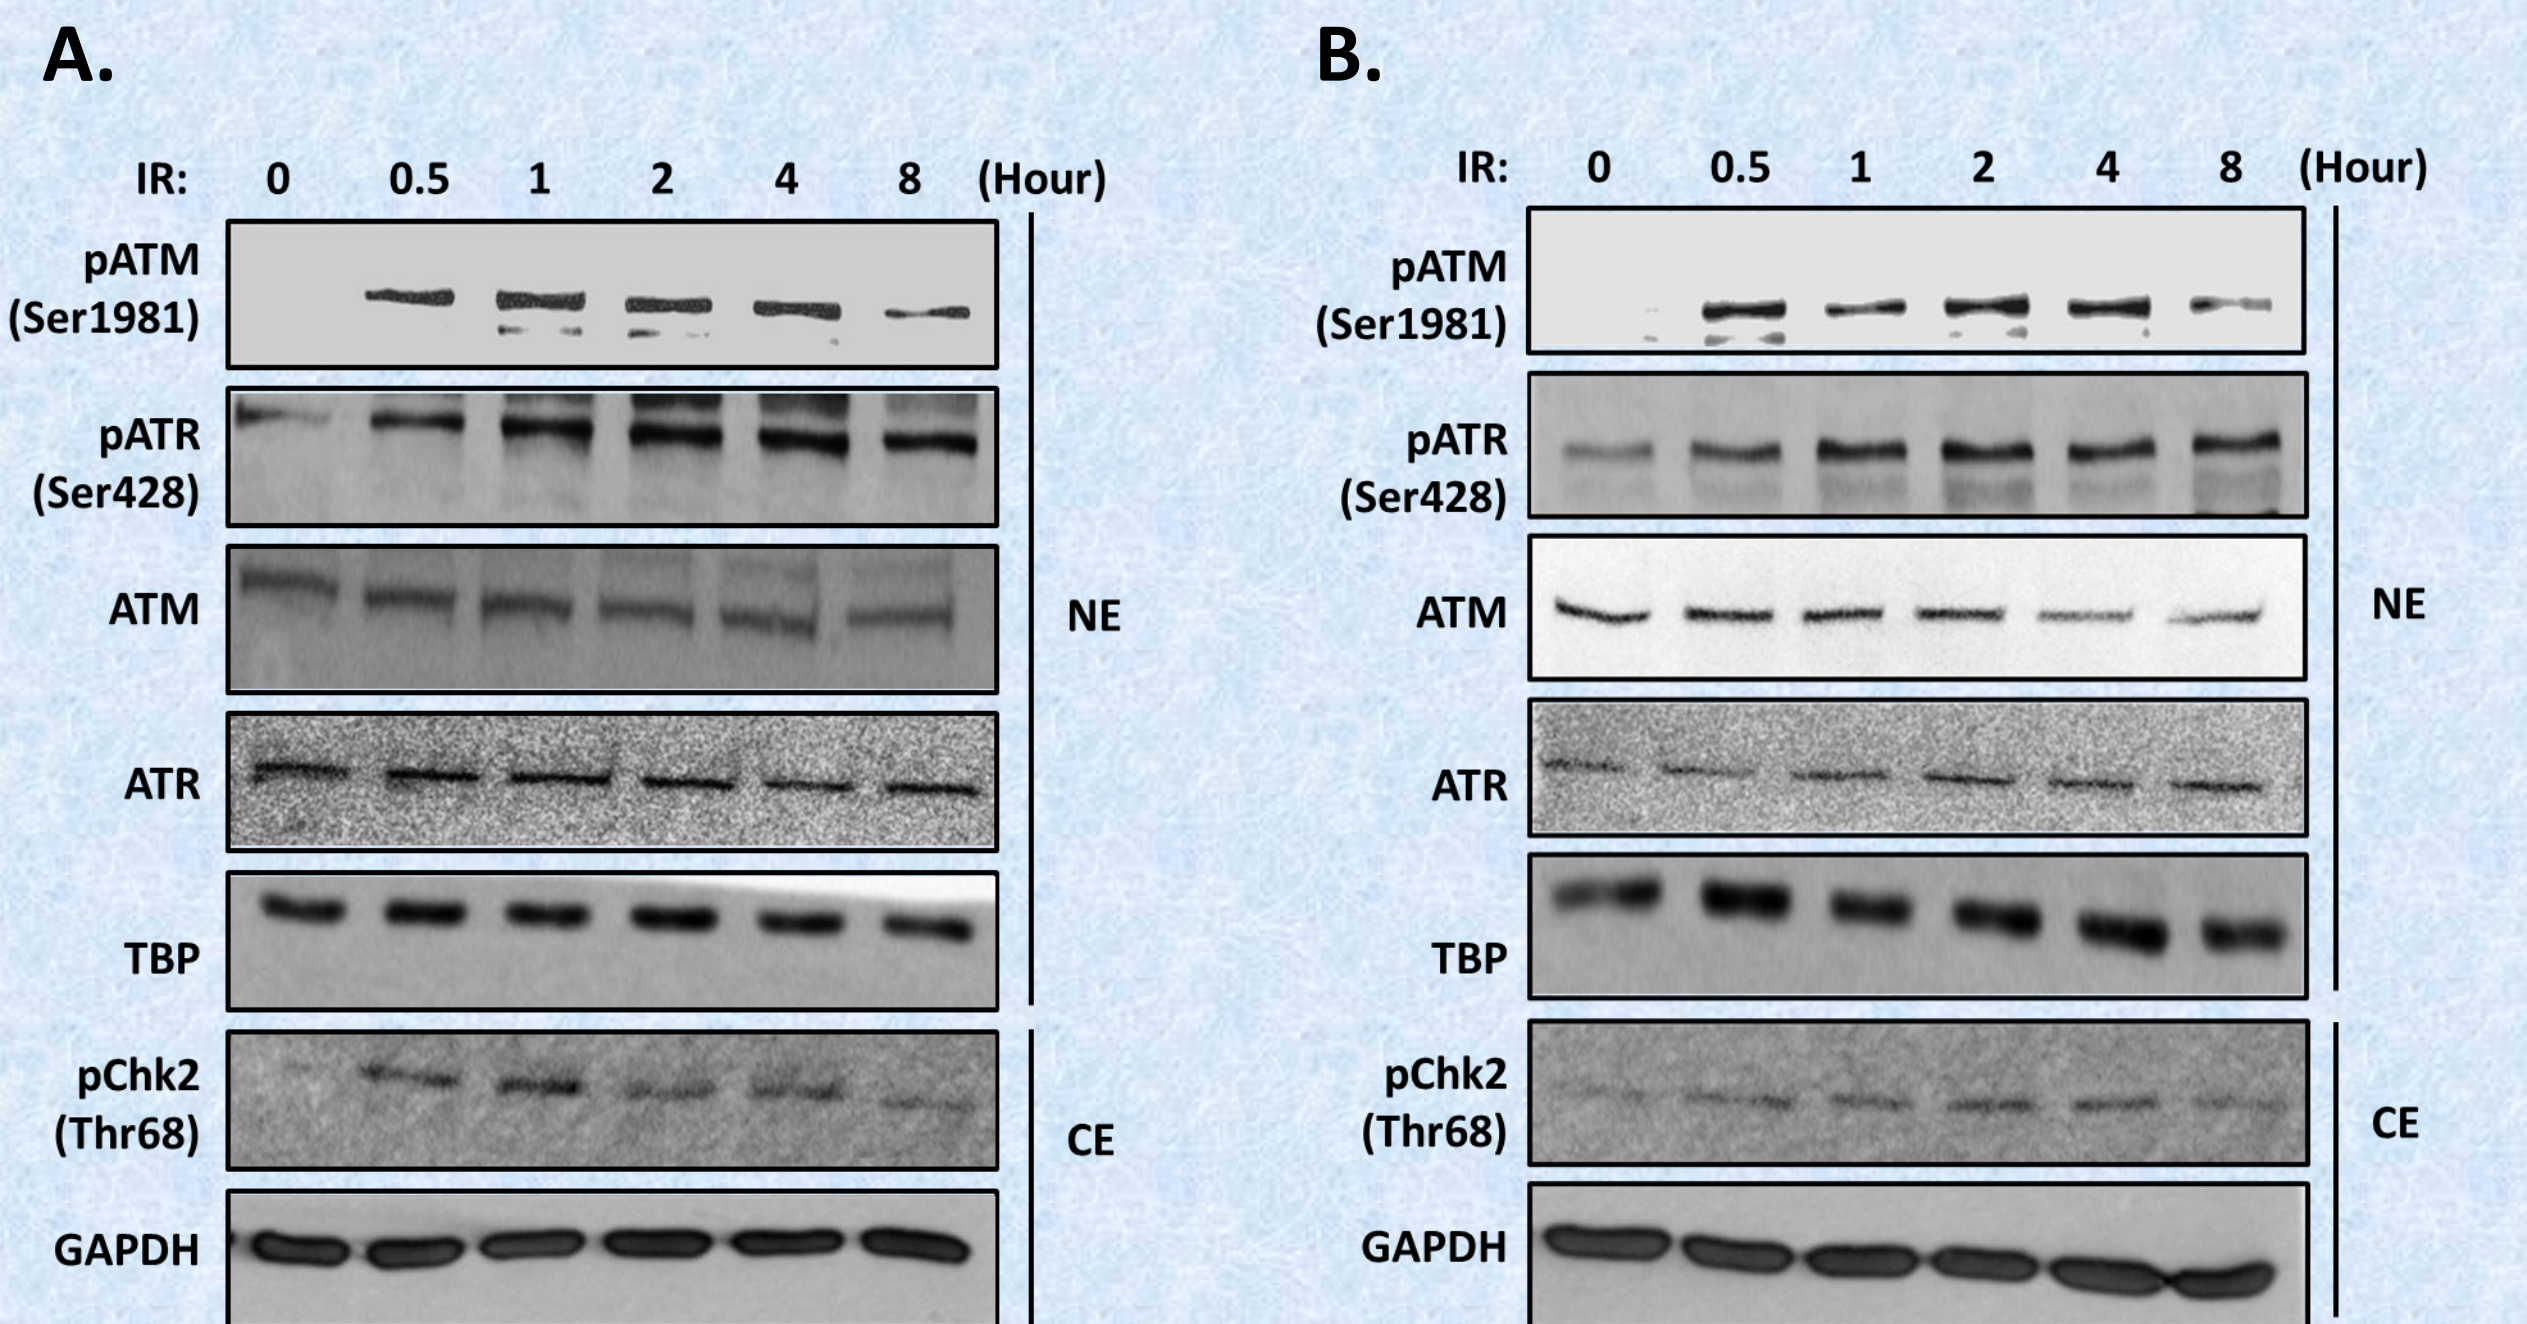 A.
IR: 0 0.5 1 2 4 8 (Hour)
pATM
(Ser1981)
pATR
(Ser428)
ATM
NE
ATR
TBP
pChk2
(Thr68)
CE
GAPDH
B.
IR: 0 0.5 1 2 4 8 (Hour)
pATM
(Ser1981)
pATR
(Ser428)
ATM
NE
ATR
TBP
pChk2
(Thr68)
CE
GAPDH